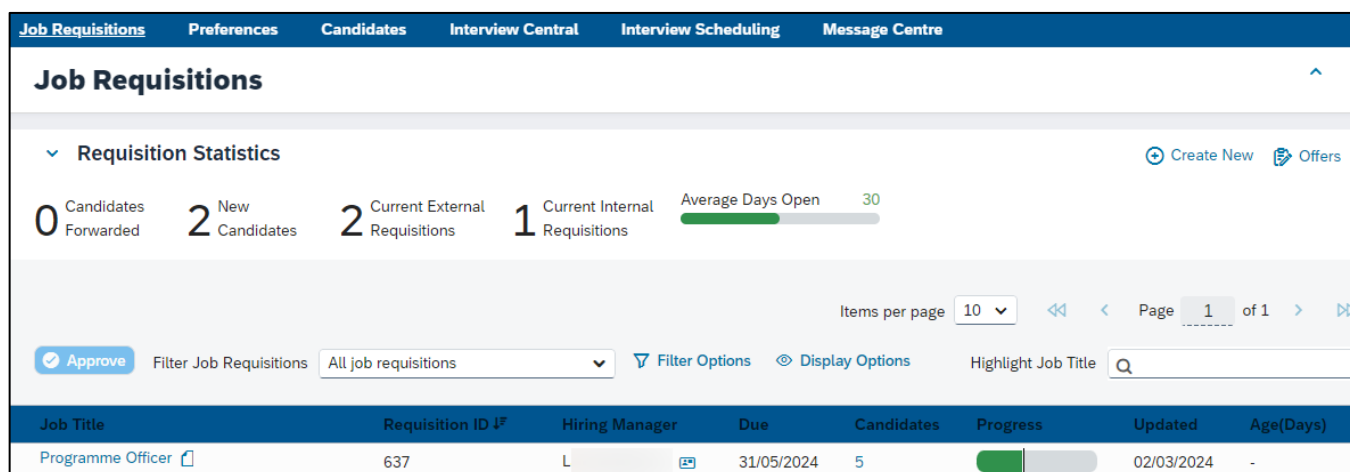 Job Requisitions Preferences Candidates Interview Central Interview Scheduling Message Centre
Job Requisitions
Requisition Statistics Create New Offers
0 Candidates Forwarded 2 New Candidates 2 Current External Requisitions 1 Current Internal Requisitions Average Days Open 30
Items per page 10 Page 1 of 1
Approve Filter Job Requisitions All job requisitions Filter Options Display Options Highlight Job Title
Job Title Requisition ID Hiring Manager Due Candidates Progress Updated Age(Days)
Programme Officer 637 L 31/05/2024 5 02/03/2024 -